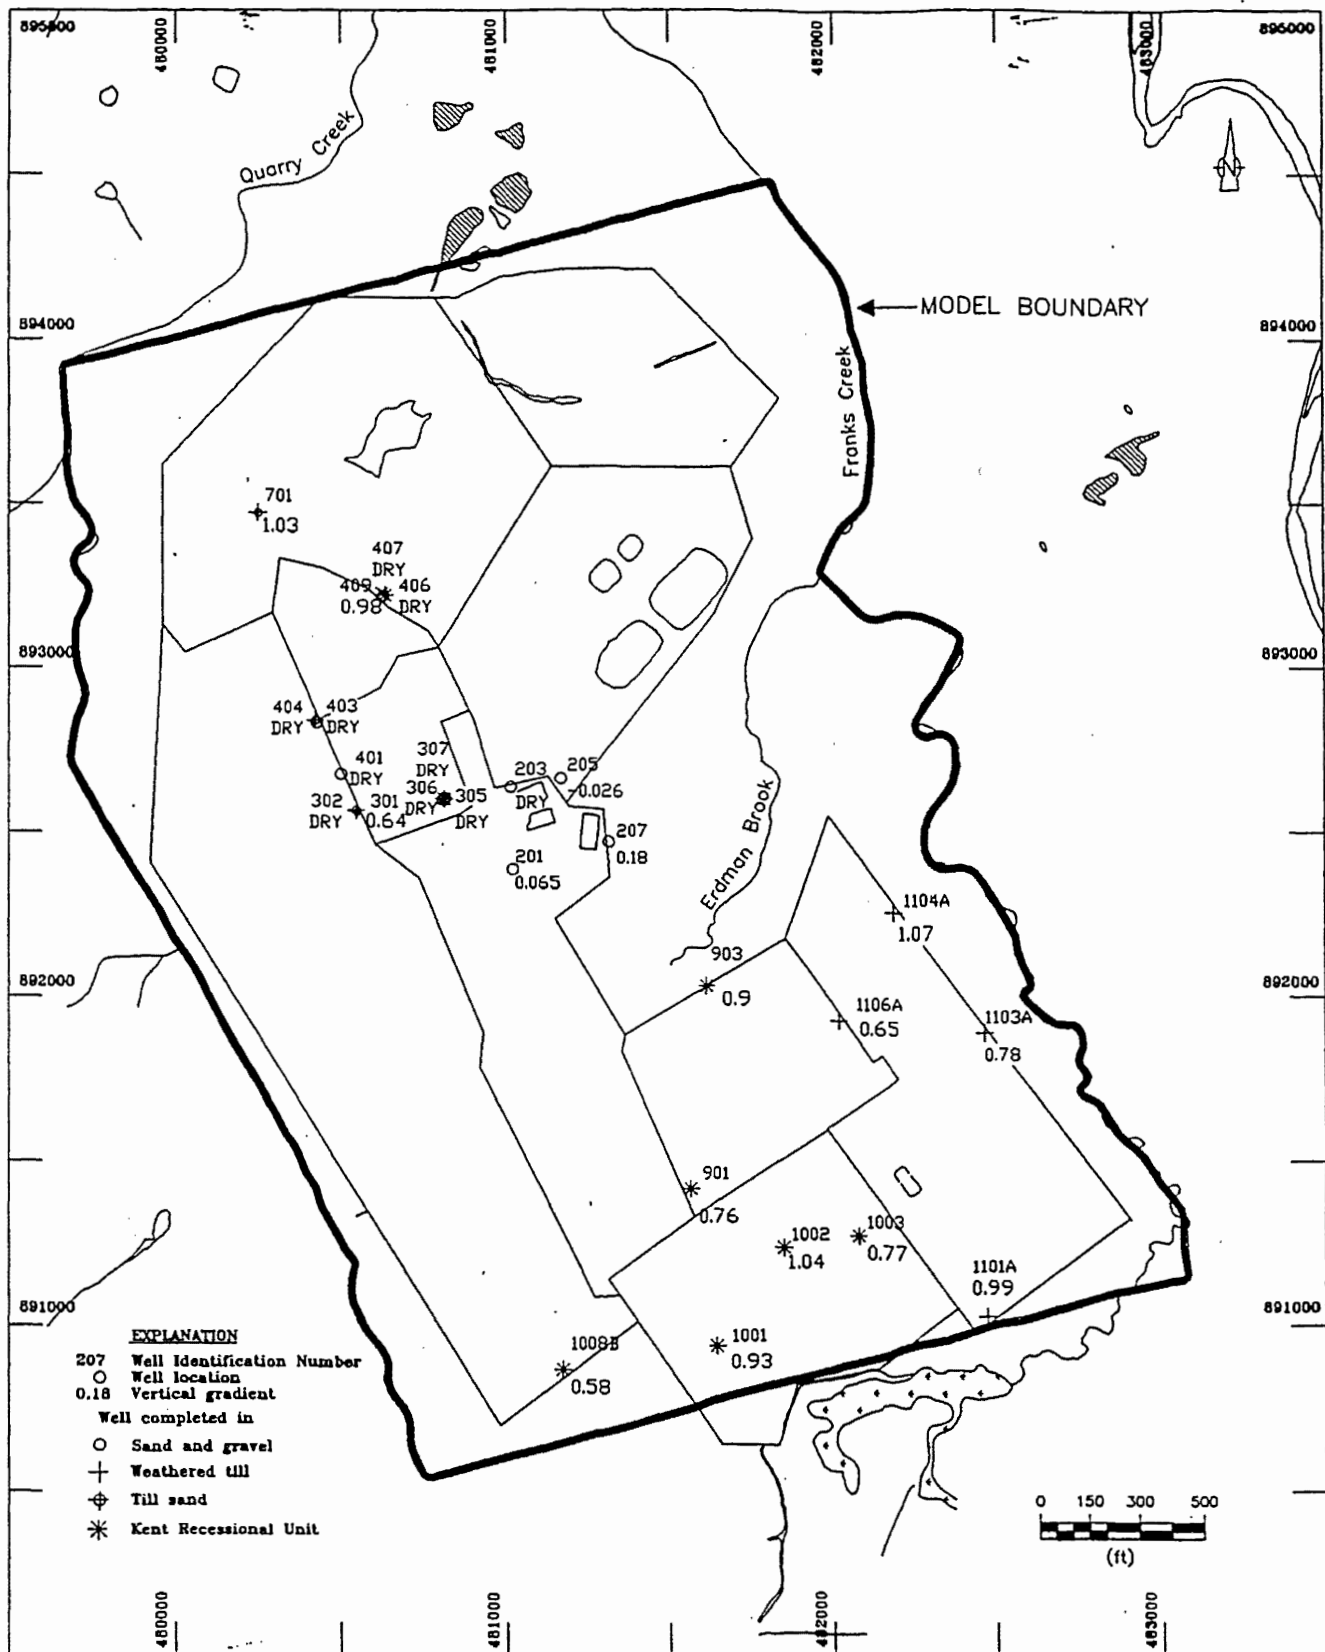 895000
480000
481000
482000
483000
895000
Quarry Creek
N
894000
MODEL BOUNDARY
894000
Franks Creek
701
1.03
407
DRY
409
406
0.98
DRY
893000
893000
404
403
DRY
DRY
307
DRY
401
DRY
203
205
DRY
-0.026
302
301
306
305
DRY
0.64
DRY
DRY
207
0.18
201
0.065
Erdman Brook
1104A
1.07
903
0.9
892000
892000
1106A
0.65
1103A
0.78
901
0.76
1002
1.04
1003
0.77
1101A
0.99
891000
891000
1008B
0.58
1001
0.93
EXPLANATION
207 Well Identification Number
Well location
0.18 Vertical gradient
Well completed in
Sand and gravel
Weathered till
Till sand
Kent Recessional Unit
0 150 300 500
(ft)
480000
481000
482000
483000